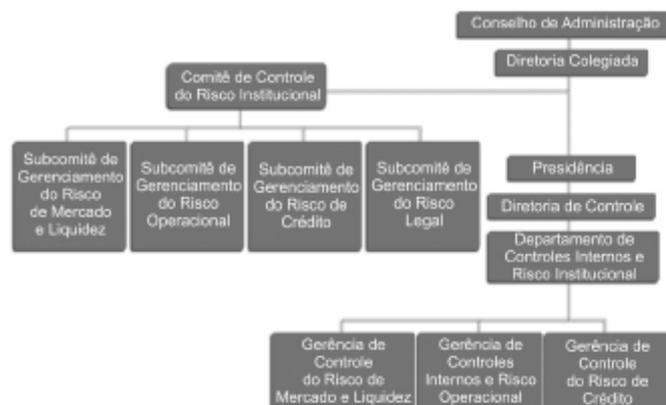 Conselho de Administração
Diretoria Colegiada
Comitê de Controle
do Risco Institucional
Subcomitê de
Gerenciamento
do Risco
de Mercado
e Liquidez
Subcomitê de
Gerenciamento
do Risco
Operacional
Subcomitê de
Gerenciamento
do Risco de
Crédito
Subcomitê de
Gerenciamento
do Risco
Legal
Presidência
Diretoria de Controle
Departamento de
Controles Internos e
Risco Institucional
Gerência de
Controle
do Risco de
Mercado e Liquidez
Gerência de
Controles
Internos e Risco
Operacional
Gerência de
Controle
do Risco de
Crédito